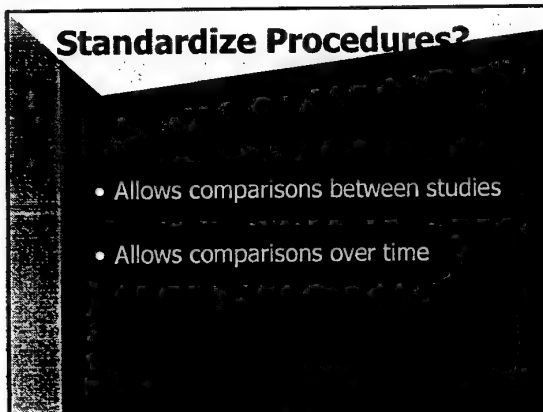 Standardize Procedures?
• Allows comparisons between studies
• Allows comparisons over time